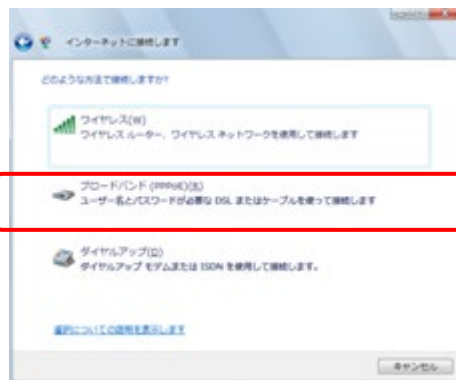 インターネットに接続します
どのような方法で接続しますか?
ワイヤレス(W)
ワイヤレス ルーター、ワイヤレス ネットワークを使用して接続します
ブロードバンド (PPPoE)(R)
ユーザー名とパスワードが必要な DSL またはケーブルを使って接続します
ダイヤルアップ(D)
ダイヤルアップ モデムまたは ISDN を使用して接続します。
選択についての説明を表示します
キャンセル